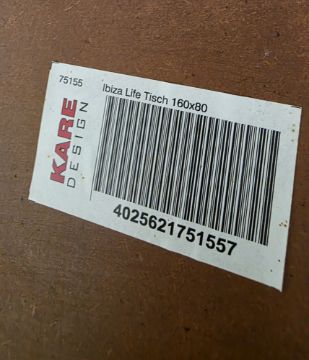 75155
Ibiza Life Tisch 160x80
KARE
DESIGN
4025621751557